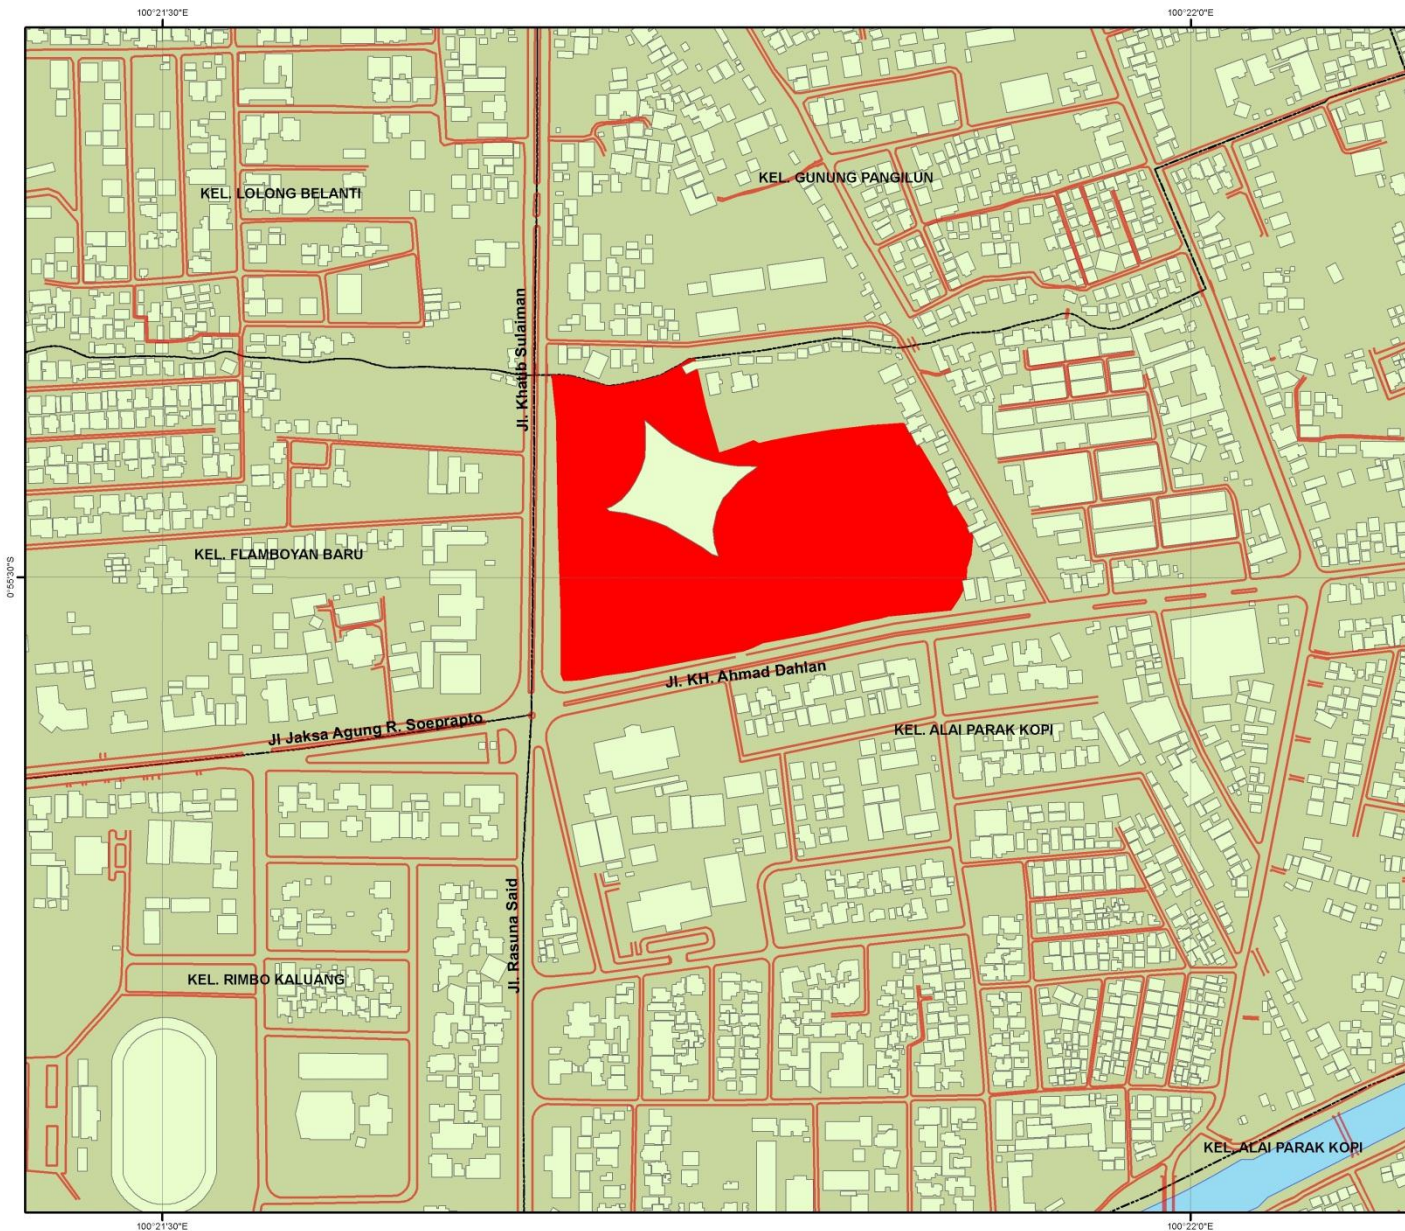 100°21'30"E
100°22'0"E
KEL. GUNUNG PANGILUN
KEL. LOLONG BELANTI
Jl. Khatib Sulaiman
KEL. FLAMBOYAN BARU
0°55'30"S
Jl. KH. Ahmad Dahlan
Jl Jaksa Agung R. Soeprapto
KEL. ALAI PARAK KOPI
Jl. Rasuna Said
KEL. RIMBO KALUANG
KEL. ALAI PARAK KOPI
100°21'30"E
100°22'0"E